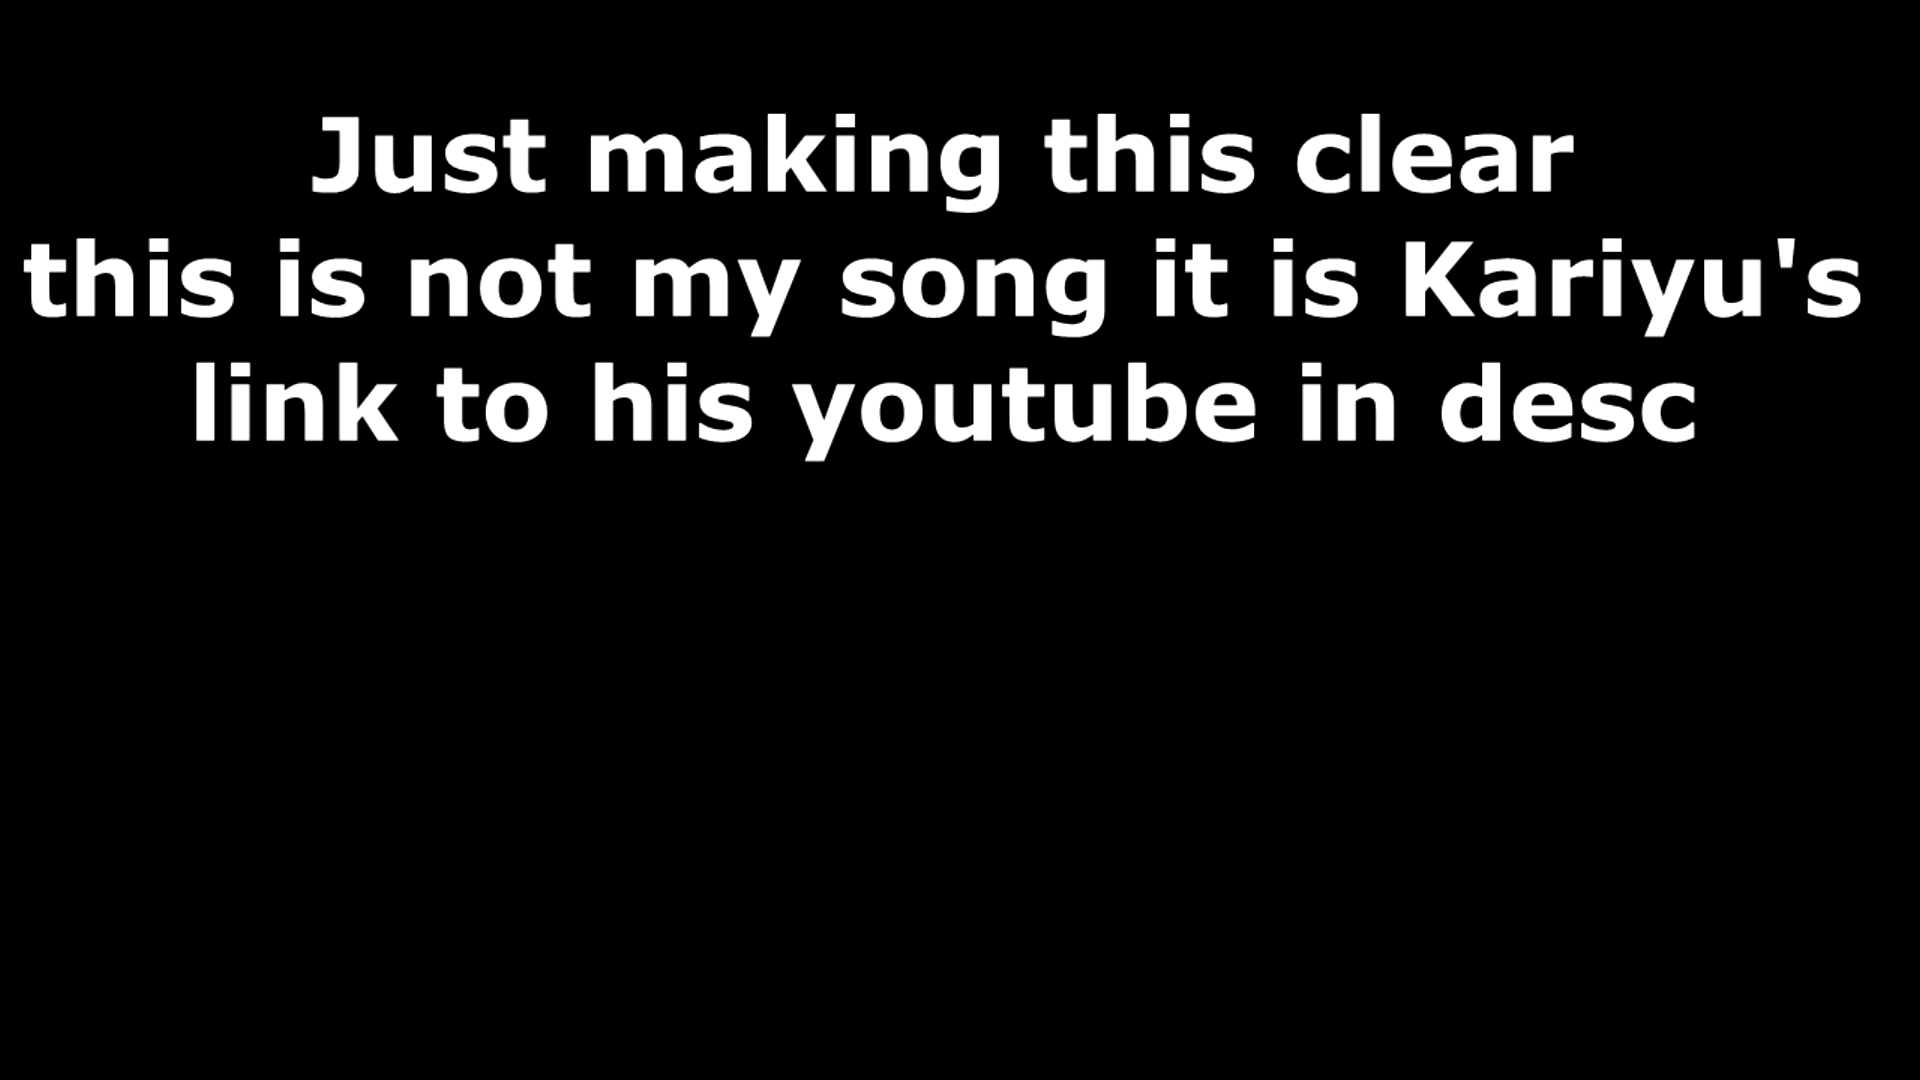 Just making this clear
this is not my song it is Kariyu's
link to his youtube in desc